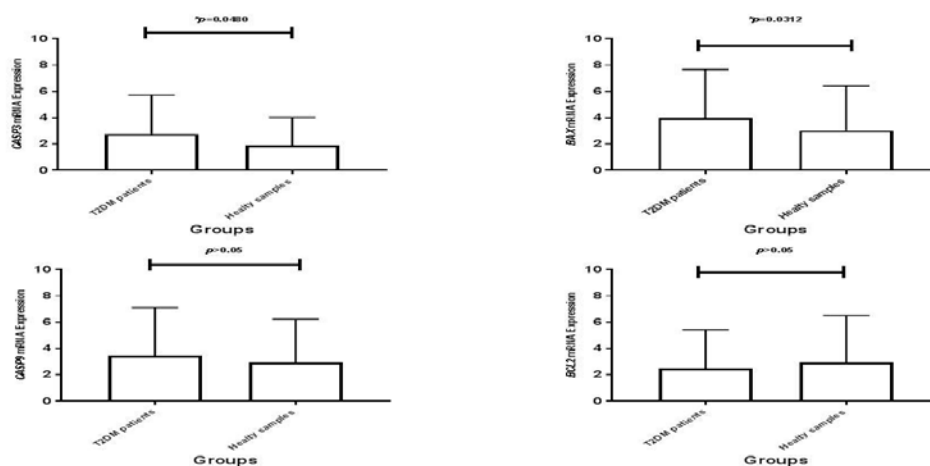 *p=0.0480
10
8
6
4
2
0
CASP3 mRNA Expression
T2DM patients
Healty samples
Groups
*p=0.0312
10
8
6
4
2
0
BAX mRNA Expression
T2DM patients
Healty samples
Groups
p>0.05
10
8
6
4
2
0
CASP9 mRNA Expression
T2DM patients
Healty samples
Groups
p>0.05
10
8
6
4
2
0
BCL2 mRNA Expression
T2DM patients
Healty samples
Groups